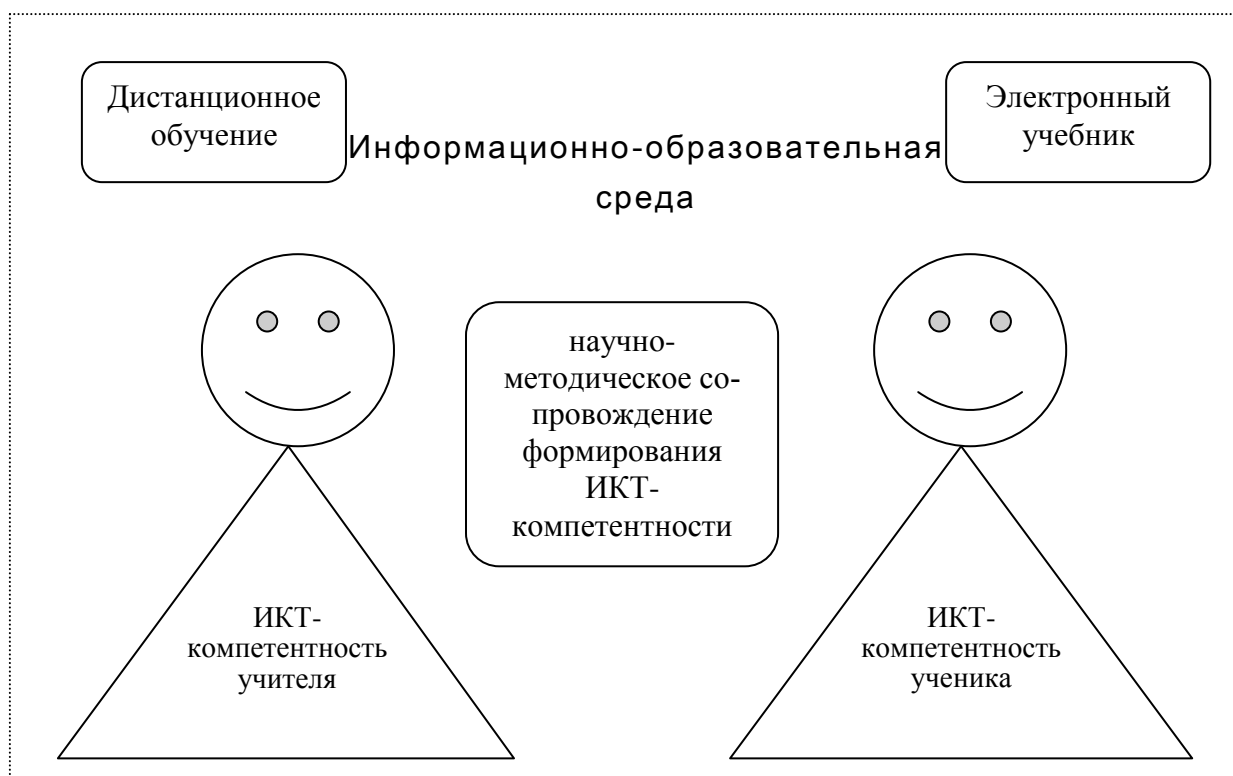 Дистанционное
обучение
Электронный
учебник
Информационно-образовательная
среда
научно-
методическое со-
провождение
формирования
ИКТ-
компетентности
ИКТ-
компетентность
учителя
ИКТ-
компетентность
ученика